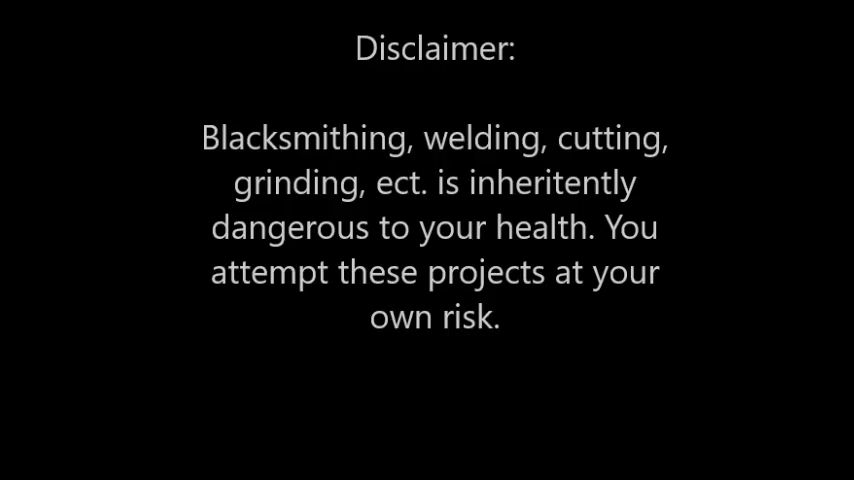 Disclaimer:
Blacksmithing, welding, cutting,
grinding, ect. is inheritently
dangerous to your health. You
attempt these projects at your
own risk.